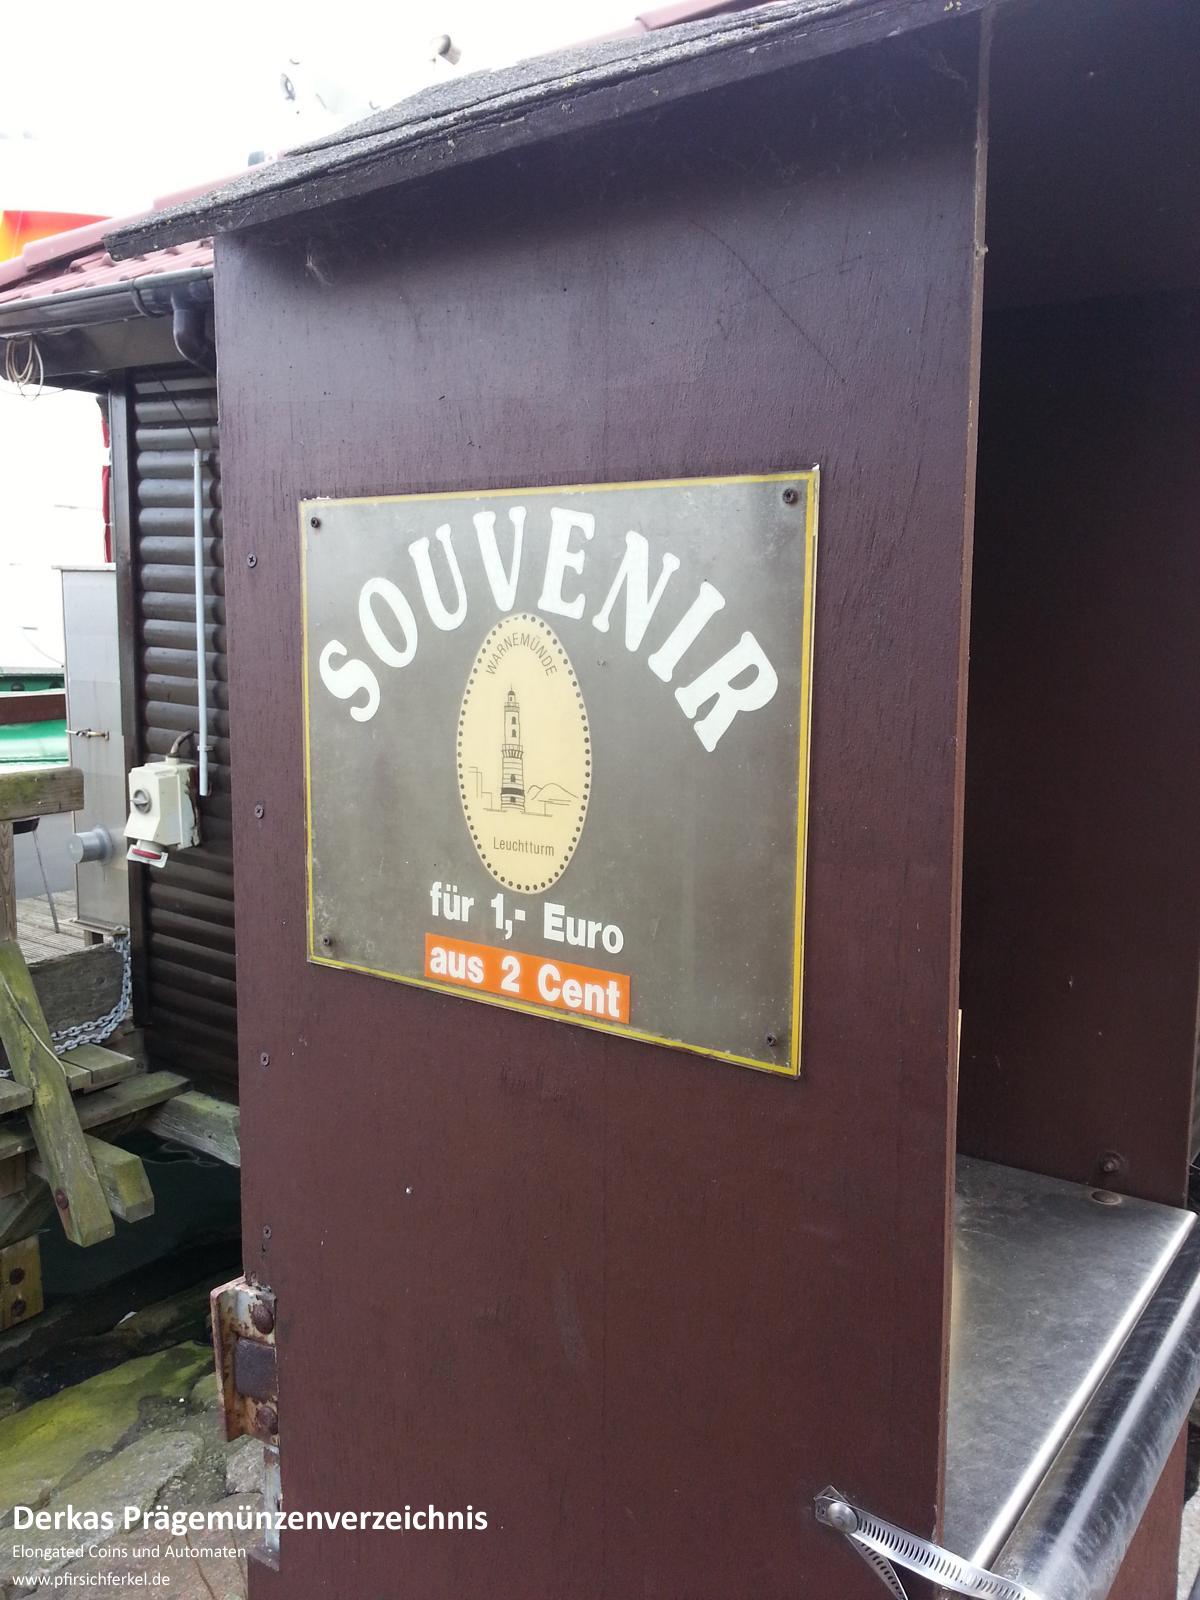 SOUVENIR
WARNEMÜNDE
Leuchtturm
für 1,- Euro
aus 2 Cent
Derkas Prägemünzenverzeichnis
Elongated Coins und Automaten
www.pfirsichferkel.de